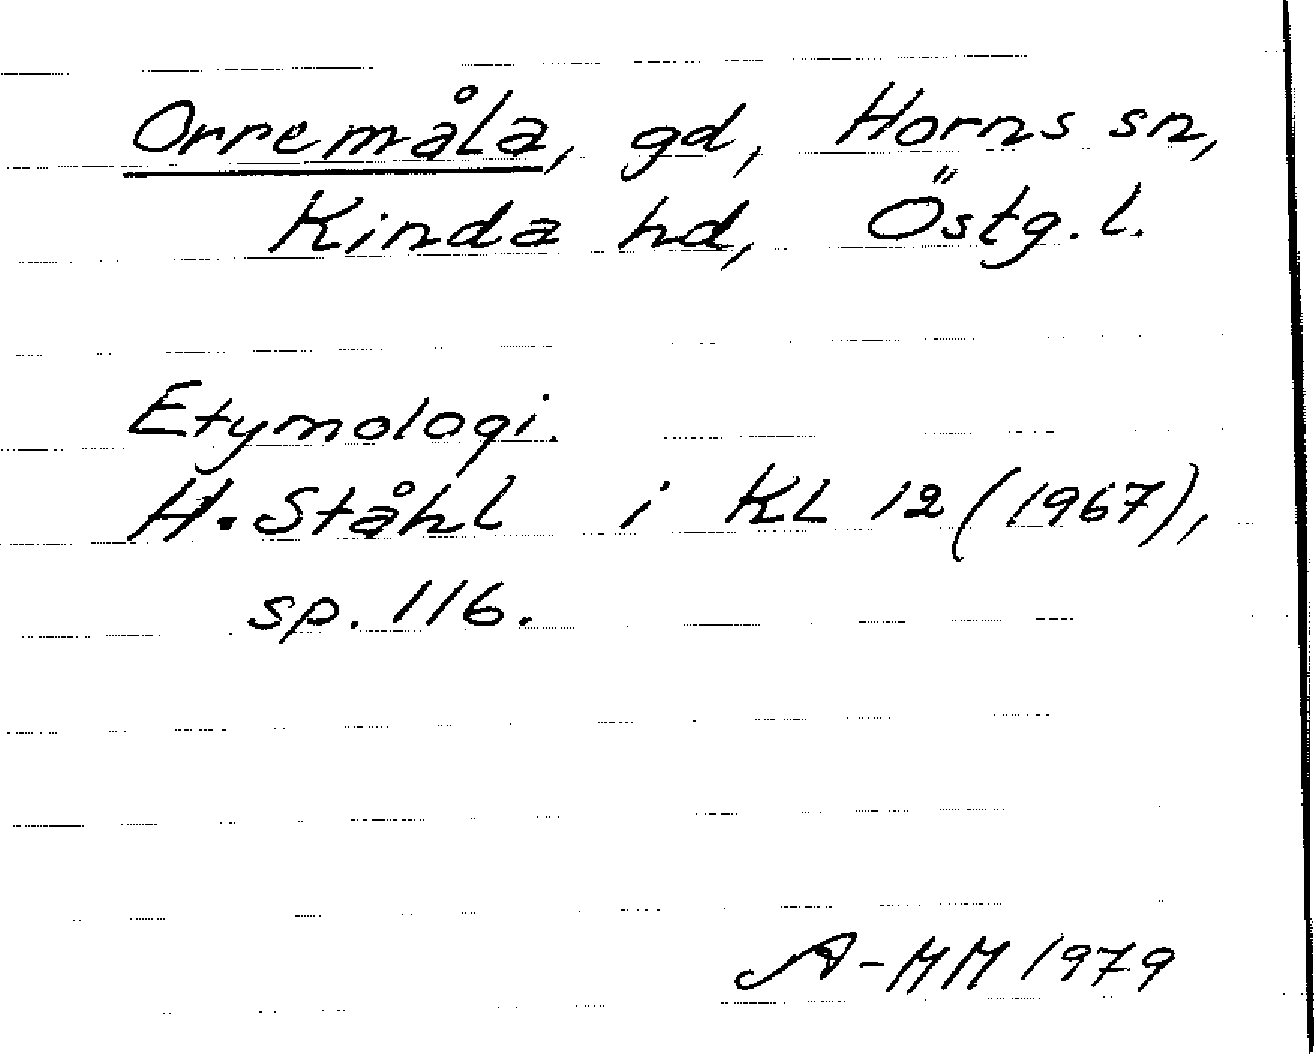 Orremåla, gd, Horns sn,
Kinda hd, Östg. l.
Etymologi.
H. Ståhl i KL 12 (1967),
sp. 116.
A-MM 1979